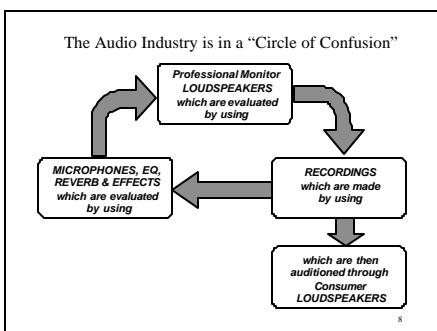 The Audio Industry is in a “Circle of Confusion”
Professional Monitor
LOUDSPEAKERS
which are evaluated
by using
MICROPHONES, EQ,
REVERB & EFFECTS
which are evaluated
by using
RECORDINGS
which are made
by using
which are then
auditioned through
Consumer
LOUDSPEAKERS
8